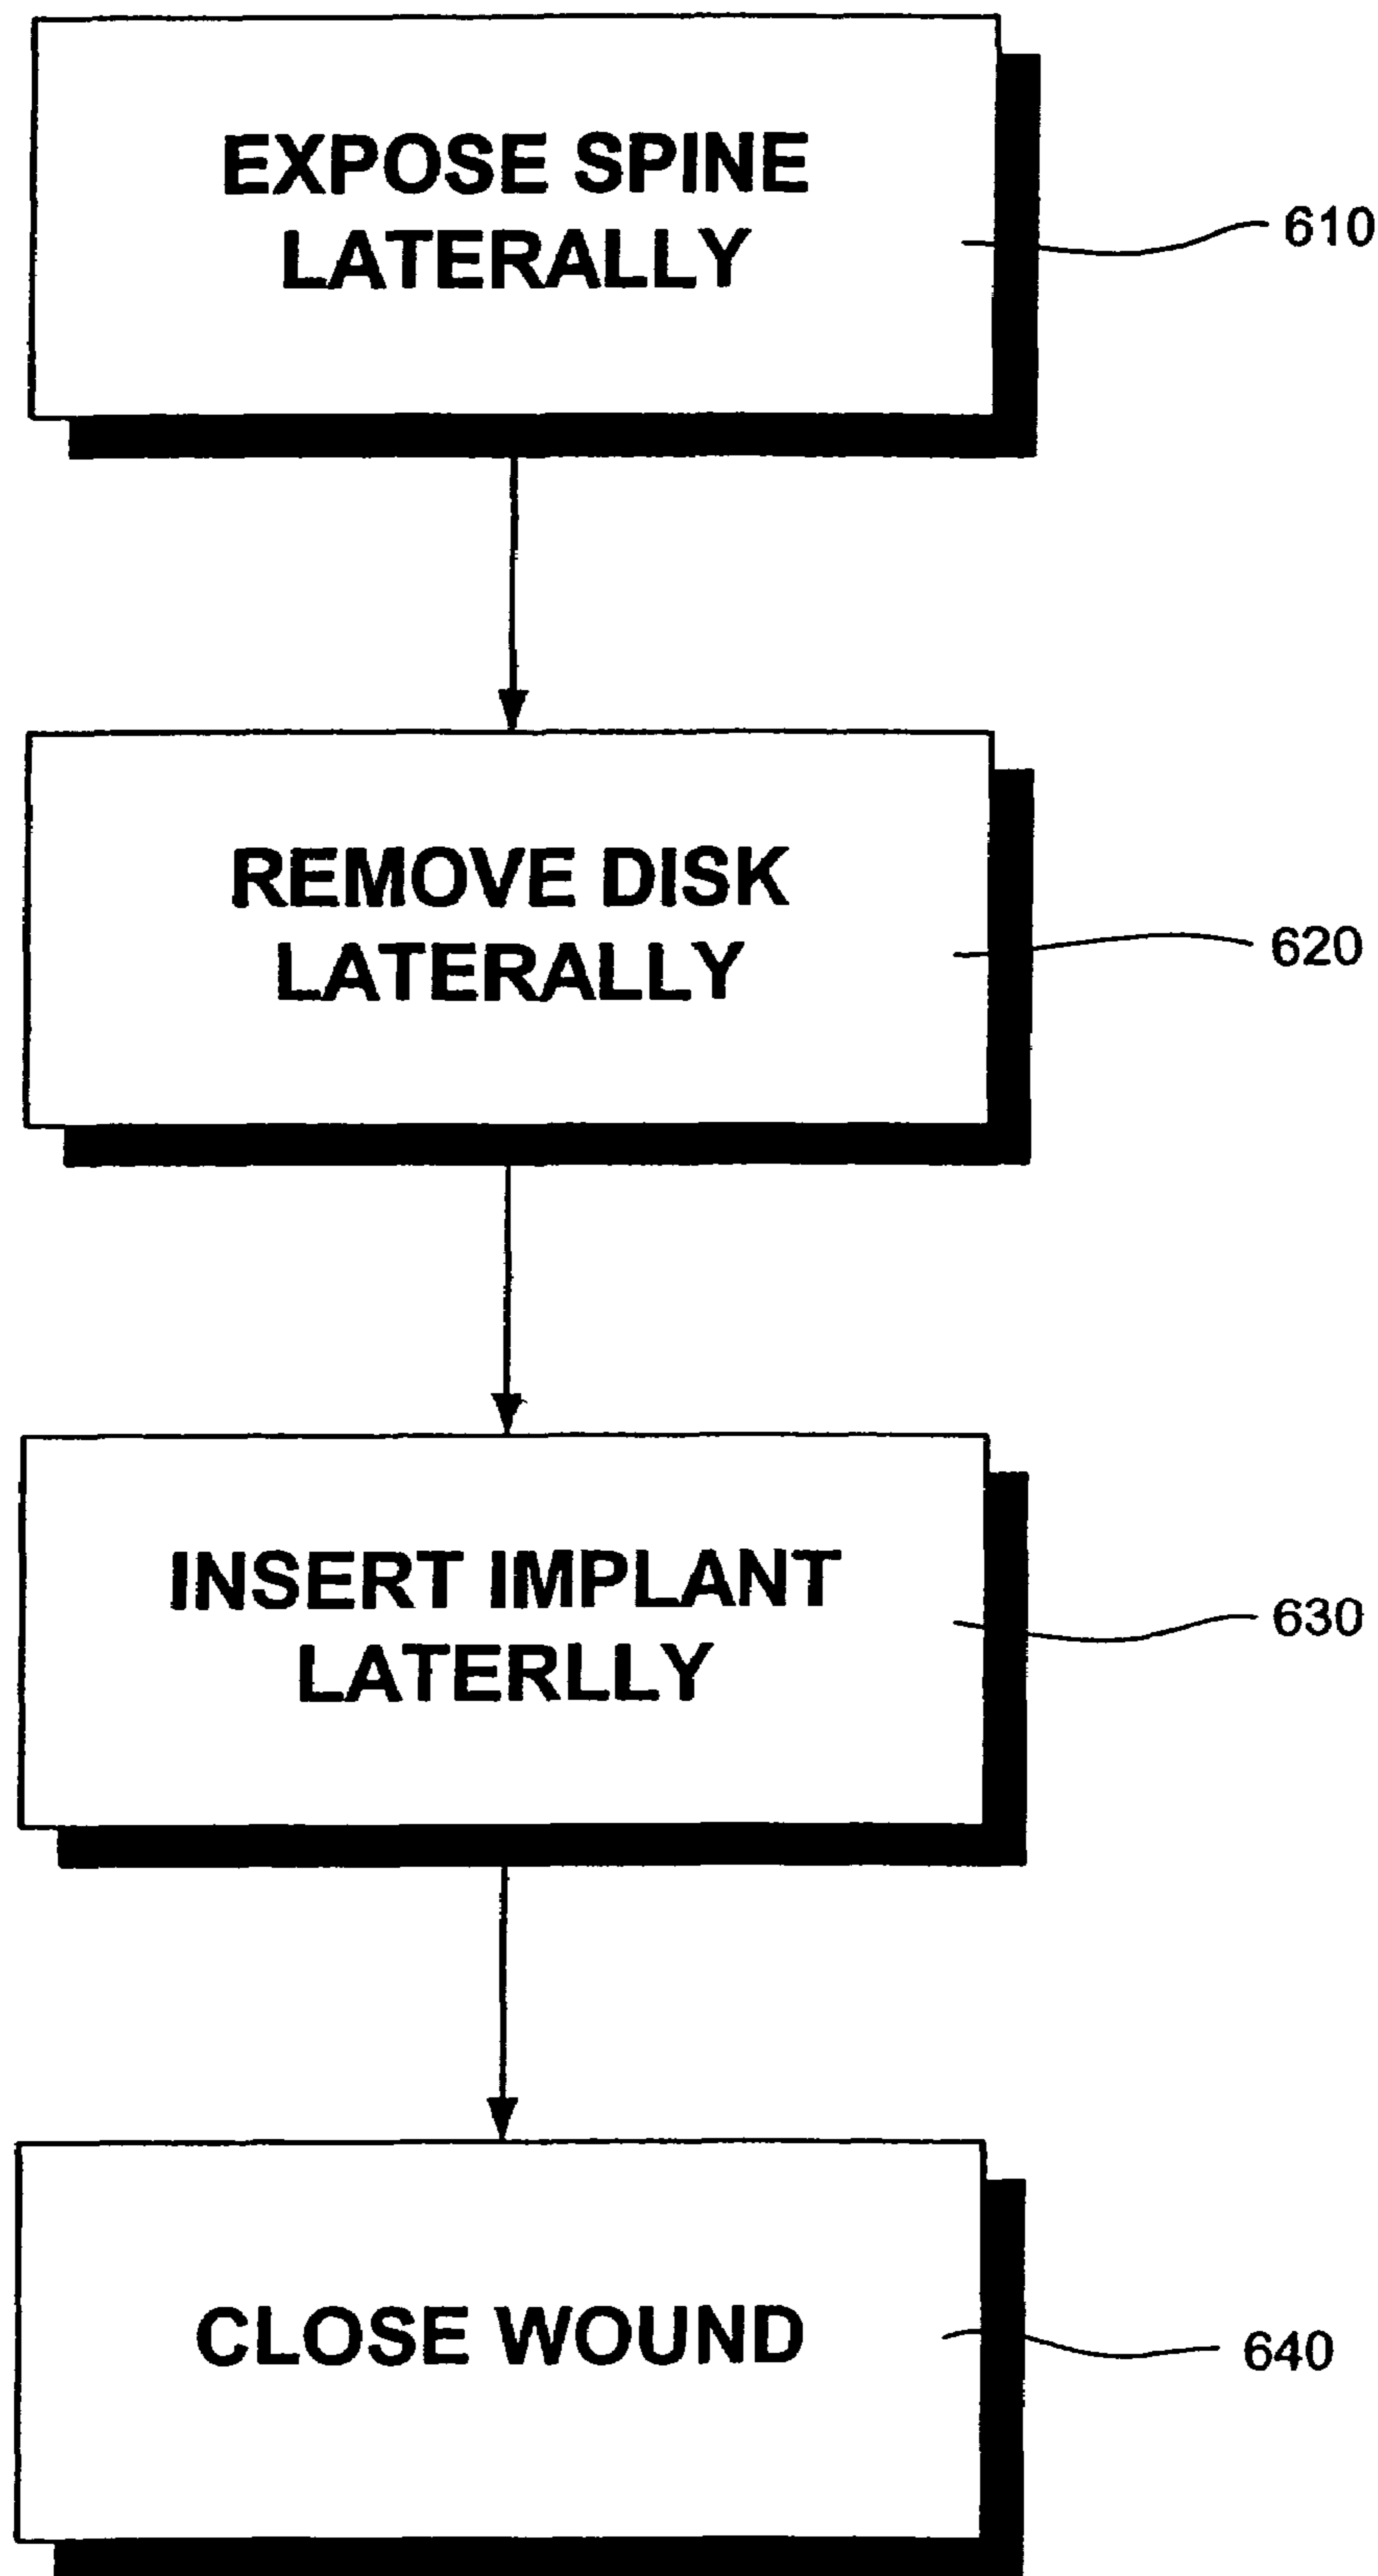 EXPOSE SPINE
LATERALLY
610
REMOVE DISK
LATERALLY
620
INSERT IMPLANT
LATERLLY
630
CLOSE WOUND
640